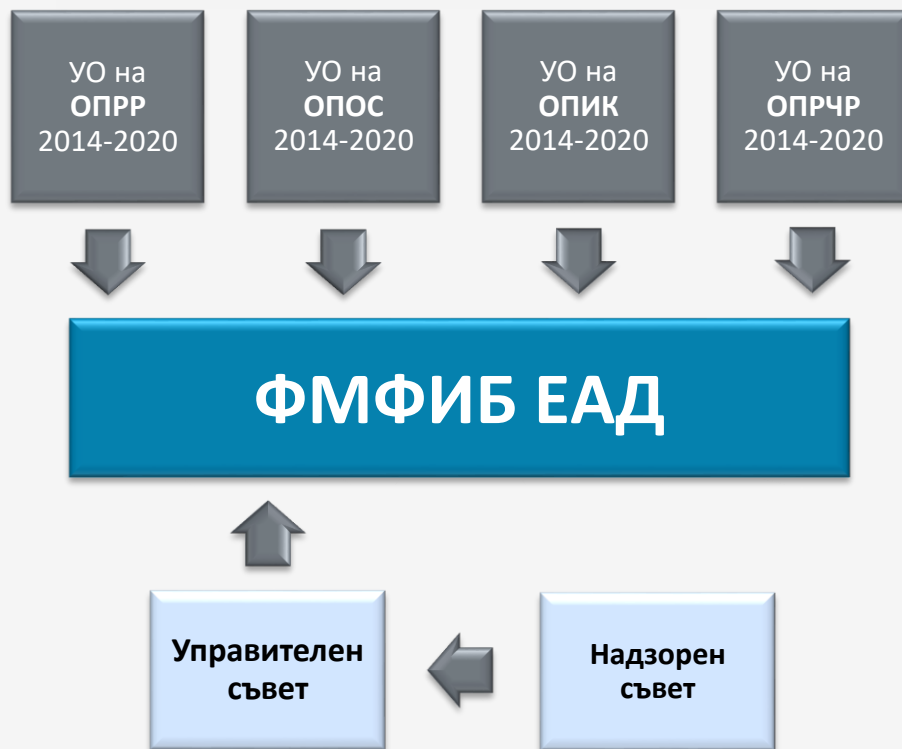 УО на
ОПРР
2014-2020
УО на
ОПОС
2014-2020
УО на
ОПИК
2014-2020
УО на
ОПРЧР
2014-2020
ФМФИБ ЕАД
Управителен
съвет
Надзорен
съвет